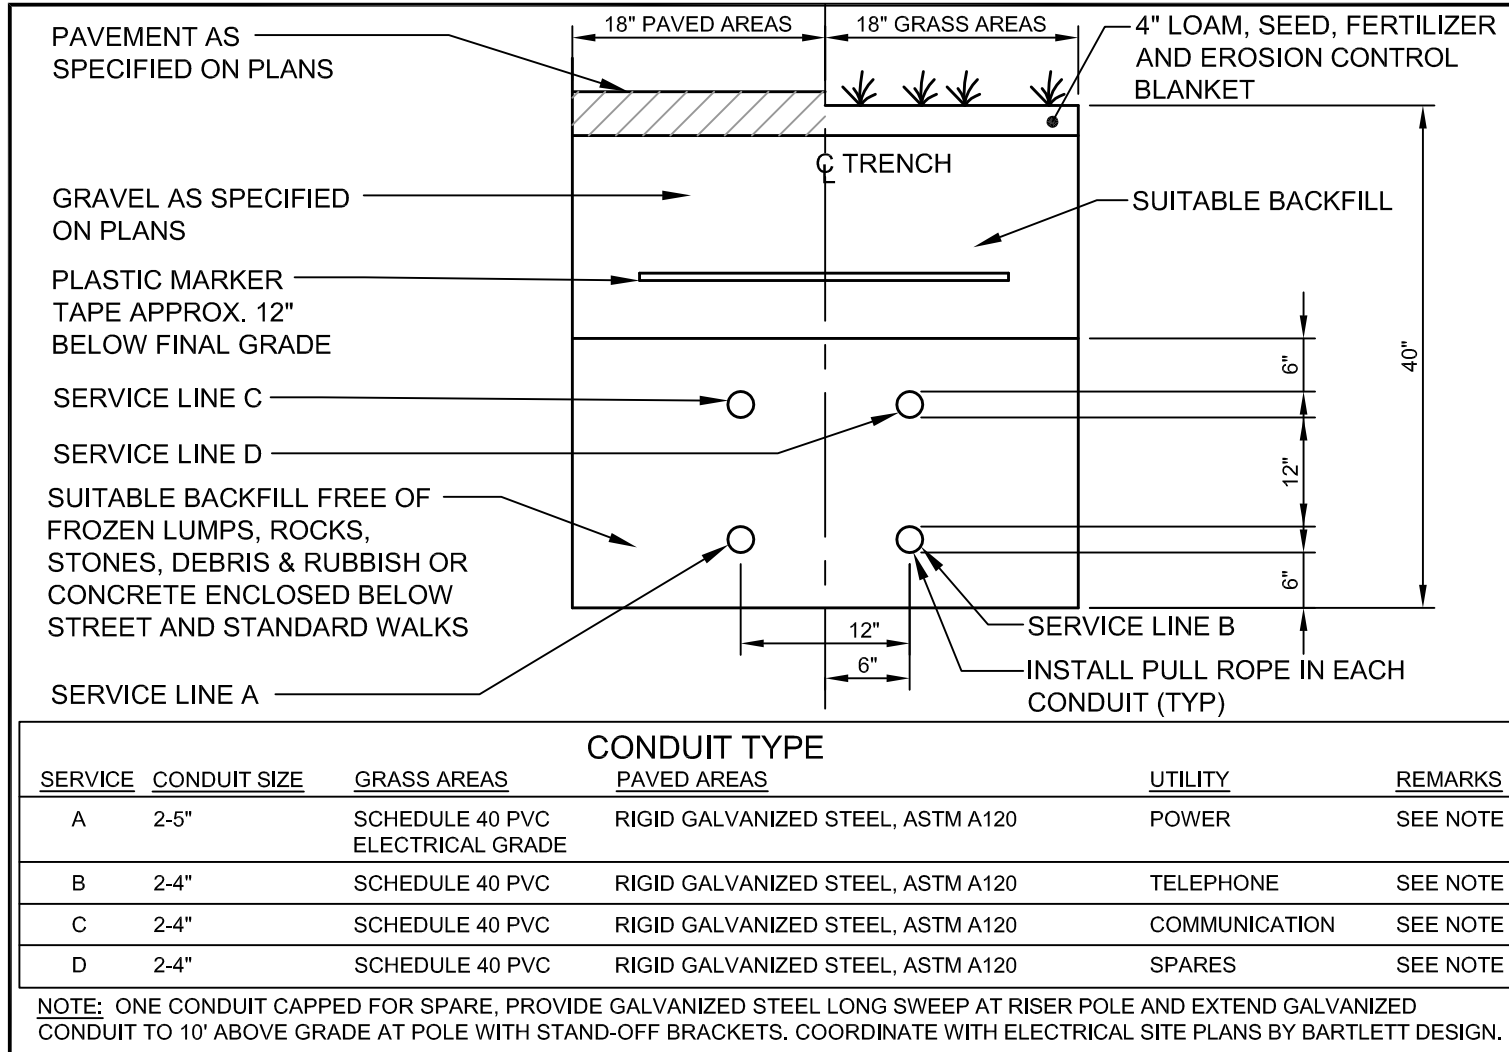 18" PAVED AREAS
18" GRASS AREAS
PAVEMENT AS
SPECIFIED ON PLANS
4" LOAM, SEED, FERTILIZER
AND EROSION CONTROL
BLANKET
CL TRENCH
GRAVEL AS SPECIFIED
ON PLANS
SUITABLE BACKFILL
PLASTIC MARKER
TAPE APPROX. 12"
BELOW FINAL GRADE
6"
40"
SERVICE LINE C
SERVICE LINE D
12"
SUITABLE BACKFILL FREE OF
FROZEN LUMPS, ROCKS,
STONES, DEBRIS & RUBBISH OR
CONCRETE ENCLOSED BELOW
STREET AND STANDARD WALKS
6"
12"
SERVICE LINE B
6"
INSTALL PULL ROPE IN EACH
CONDUIT (TYP)
SERVICE LINE A
CONDUIT TYPE
SERVICE CONDUIT SIZE GRASS AREAS PAVED AREAS UTILITY REMARKS
A 2-5" SCHEDULE 40 PVC RIGID GALVANIZED STEEL, ASTM A120 POWER SEE NOTE
ELECTRICAL GRADE
B 2-4" SCHEDULE 40 PVC RIGID GALVANIZED STEEL, ASTM A120 TELEPHONE SEE NOTE
C 2-4" SCHEDULE 40 PVC RIGID GALVANIZED STEEL, ASTM A120 COMMUNICATION SEE NOTE
D 2-4" SCHEDULE 40 PVC RIGID GALVANIZED STEEL, ASTM A120 SPARES SEE NOTE
NOTE: ONE CONDUIT CAPPED FOR SPARE, PROVIDE GALVANIZED STEEL LONG SWEEP AT RISER POLE AND EXTEND GALVANIZED
CONDUIT TO 10' ABOVE GRADE AT POLE WITH STAND-OFF BRACKETS. COORDINATE WITH ELECTRICAL SITE PLANS BY BARTLETT DESIGN.